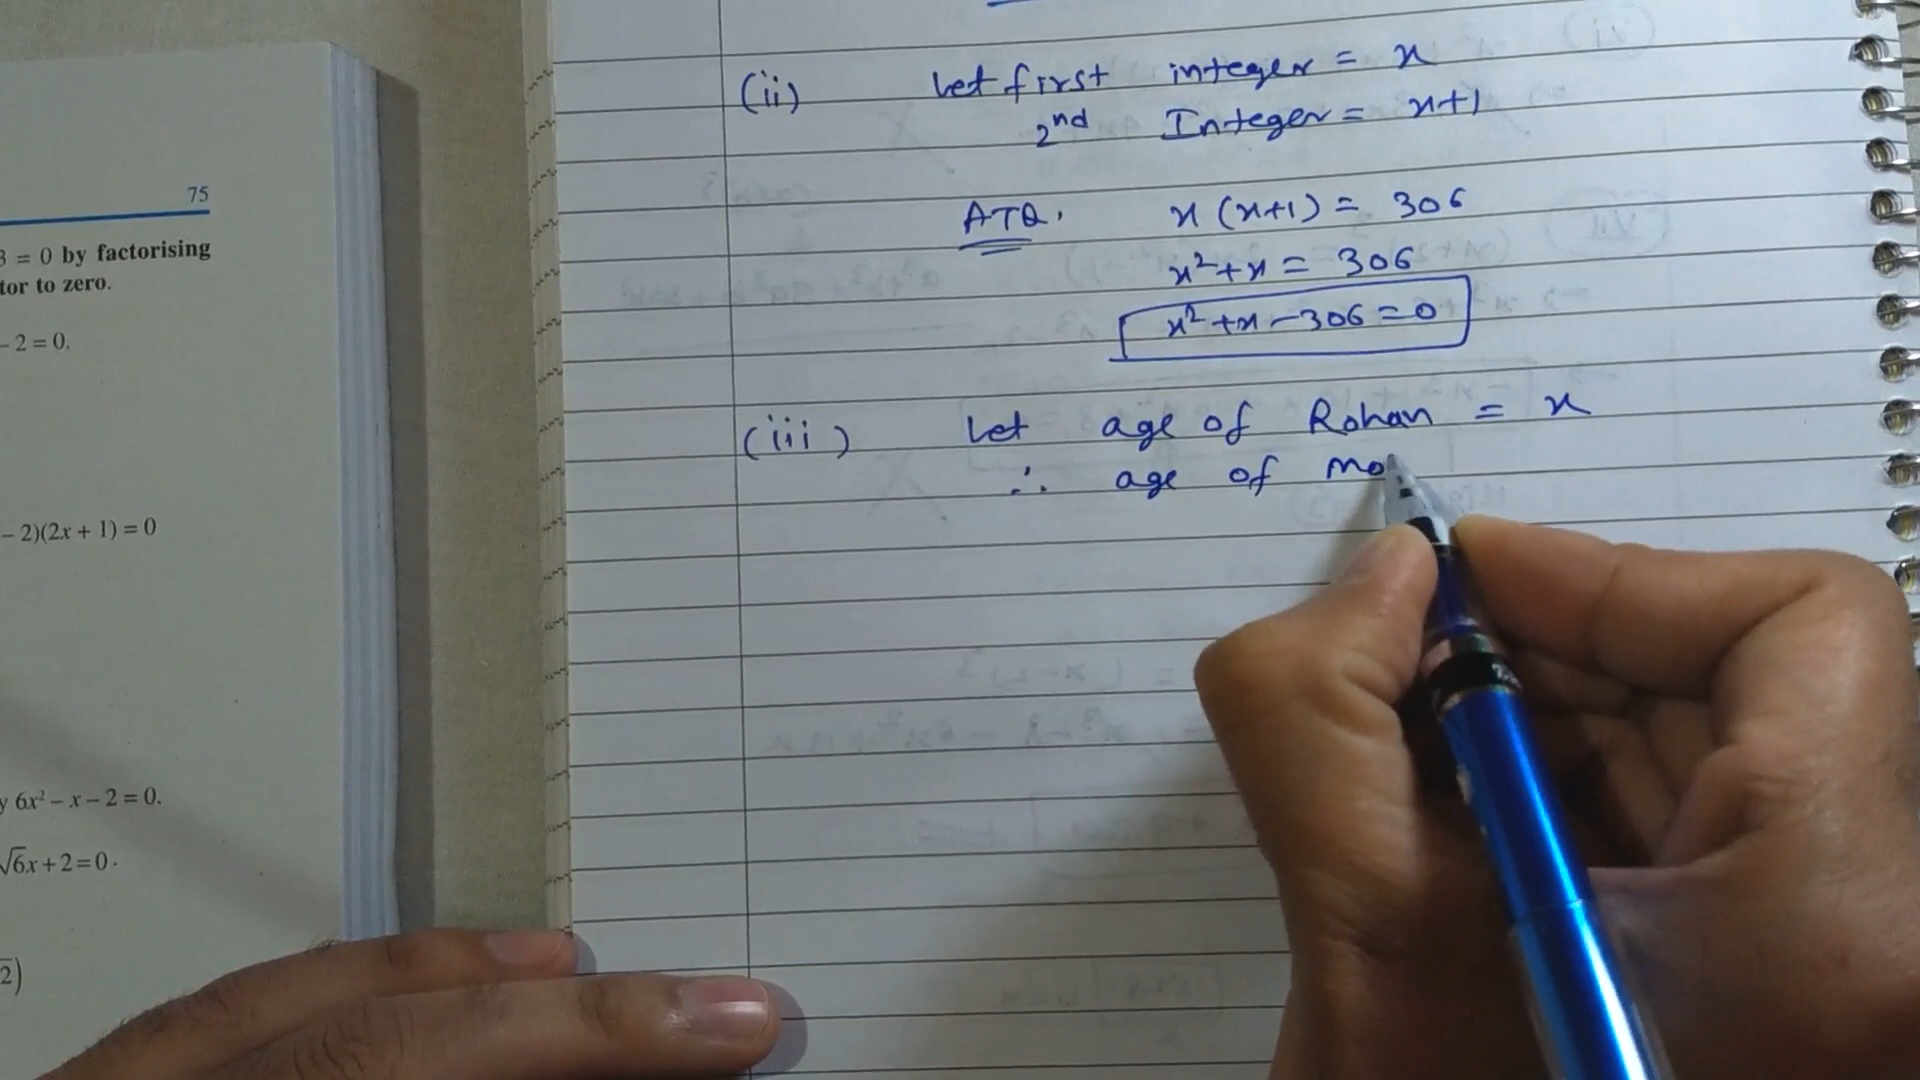 75
3 = 0 by factorising
tor to zero.
– 2 = 0.
– 2)(2x + 1) = 0
y 6x² – x – 2 = 0.
√6x + 2 = 0 .
2)
(ii) Let first integer = x
2nd Integer = x+1
ATQ. x (x+1) = 306
x² + x = 306
x² + x – 306 = 0
(iii) Let age of Rohan = x
∴ age of mo